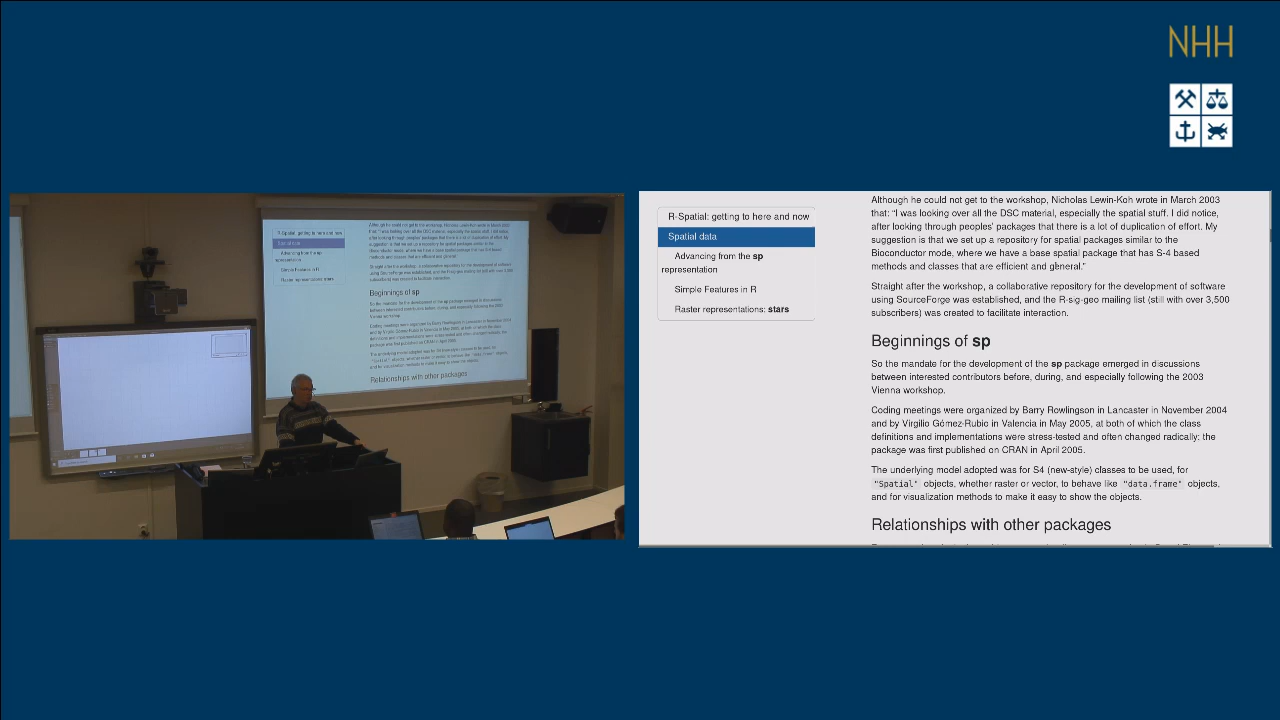 NHH
R-Spatial: getting to here and now
Spatial data
Advancing from the sp
representation
Simple Features in R
Raster representations: stars
Although he could not get to the workshop, Nicholas Lewin-Koh wrote in March 2003
that: “I was looking over all the DSC material, especially the spatial stuff. I did notice,
after looking through peoples' packages that there is a lot of duplication of effort. My
suggestion is that we set up a repository for spatial packages similar to the
Bioconductor mode, where we have a base spatial package that has S-4 based
methods and classes that are efficient and general.”
Straight after the workshop, a collaborative repository for the development of software
using SourceForge was established, and the R-sig-geo mailing list (still with over 3,500
subscribers) was created to facilitate interaction.
Beginnings of sp
So the mandate for the development of the sp package emerged in discussions
between interested contributors before, during, and especially following the 2003
Vienna workshop.
Coding meetings were organized by Barry Rowlingson in Lancaster in November 2004
and by Virgilio Gómez-Rubio in Valencia in May 2005, at both of which the class
definitions and implementations were stress-tested and often changed radically; the
package was first published on CRAN in April 2005.
The underlying model adopted was for S4 (new-style) classes to be used, for
"Spatial" objects, whether raster or vector, to behave like "data.frame" objects,
and for visualization methods to make it easy to show the objects.
Relationships with other packages